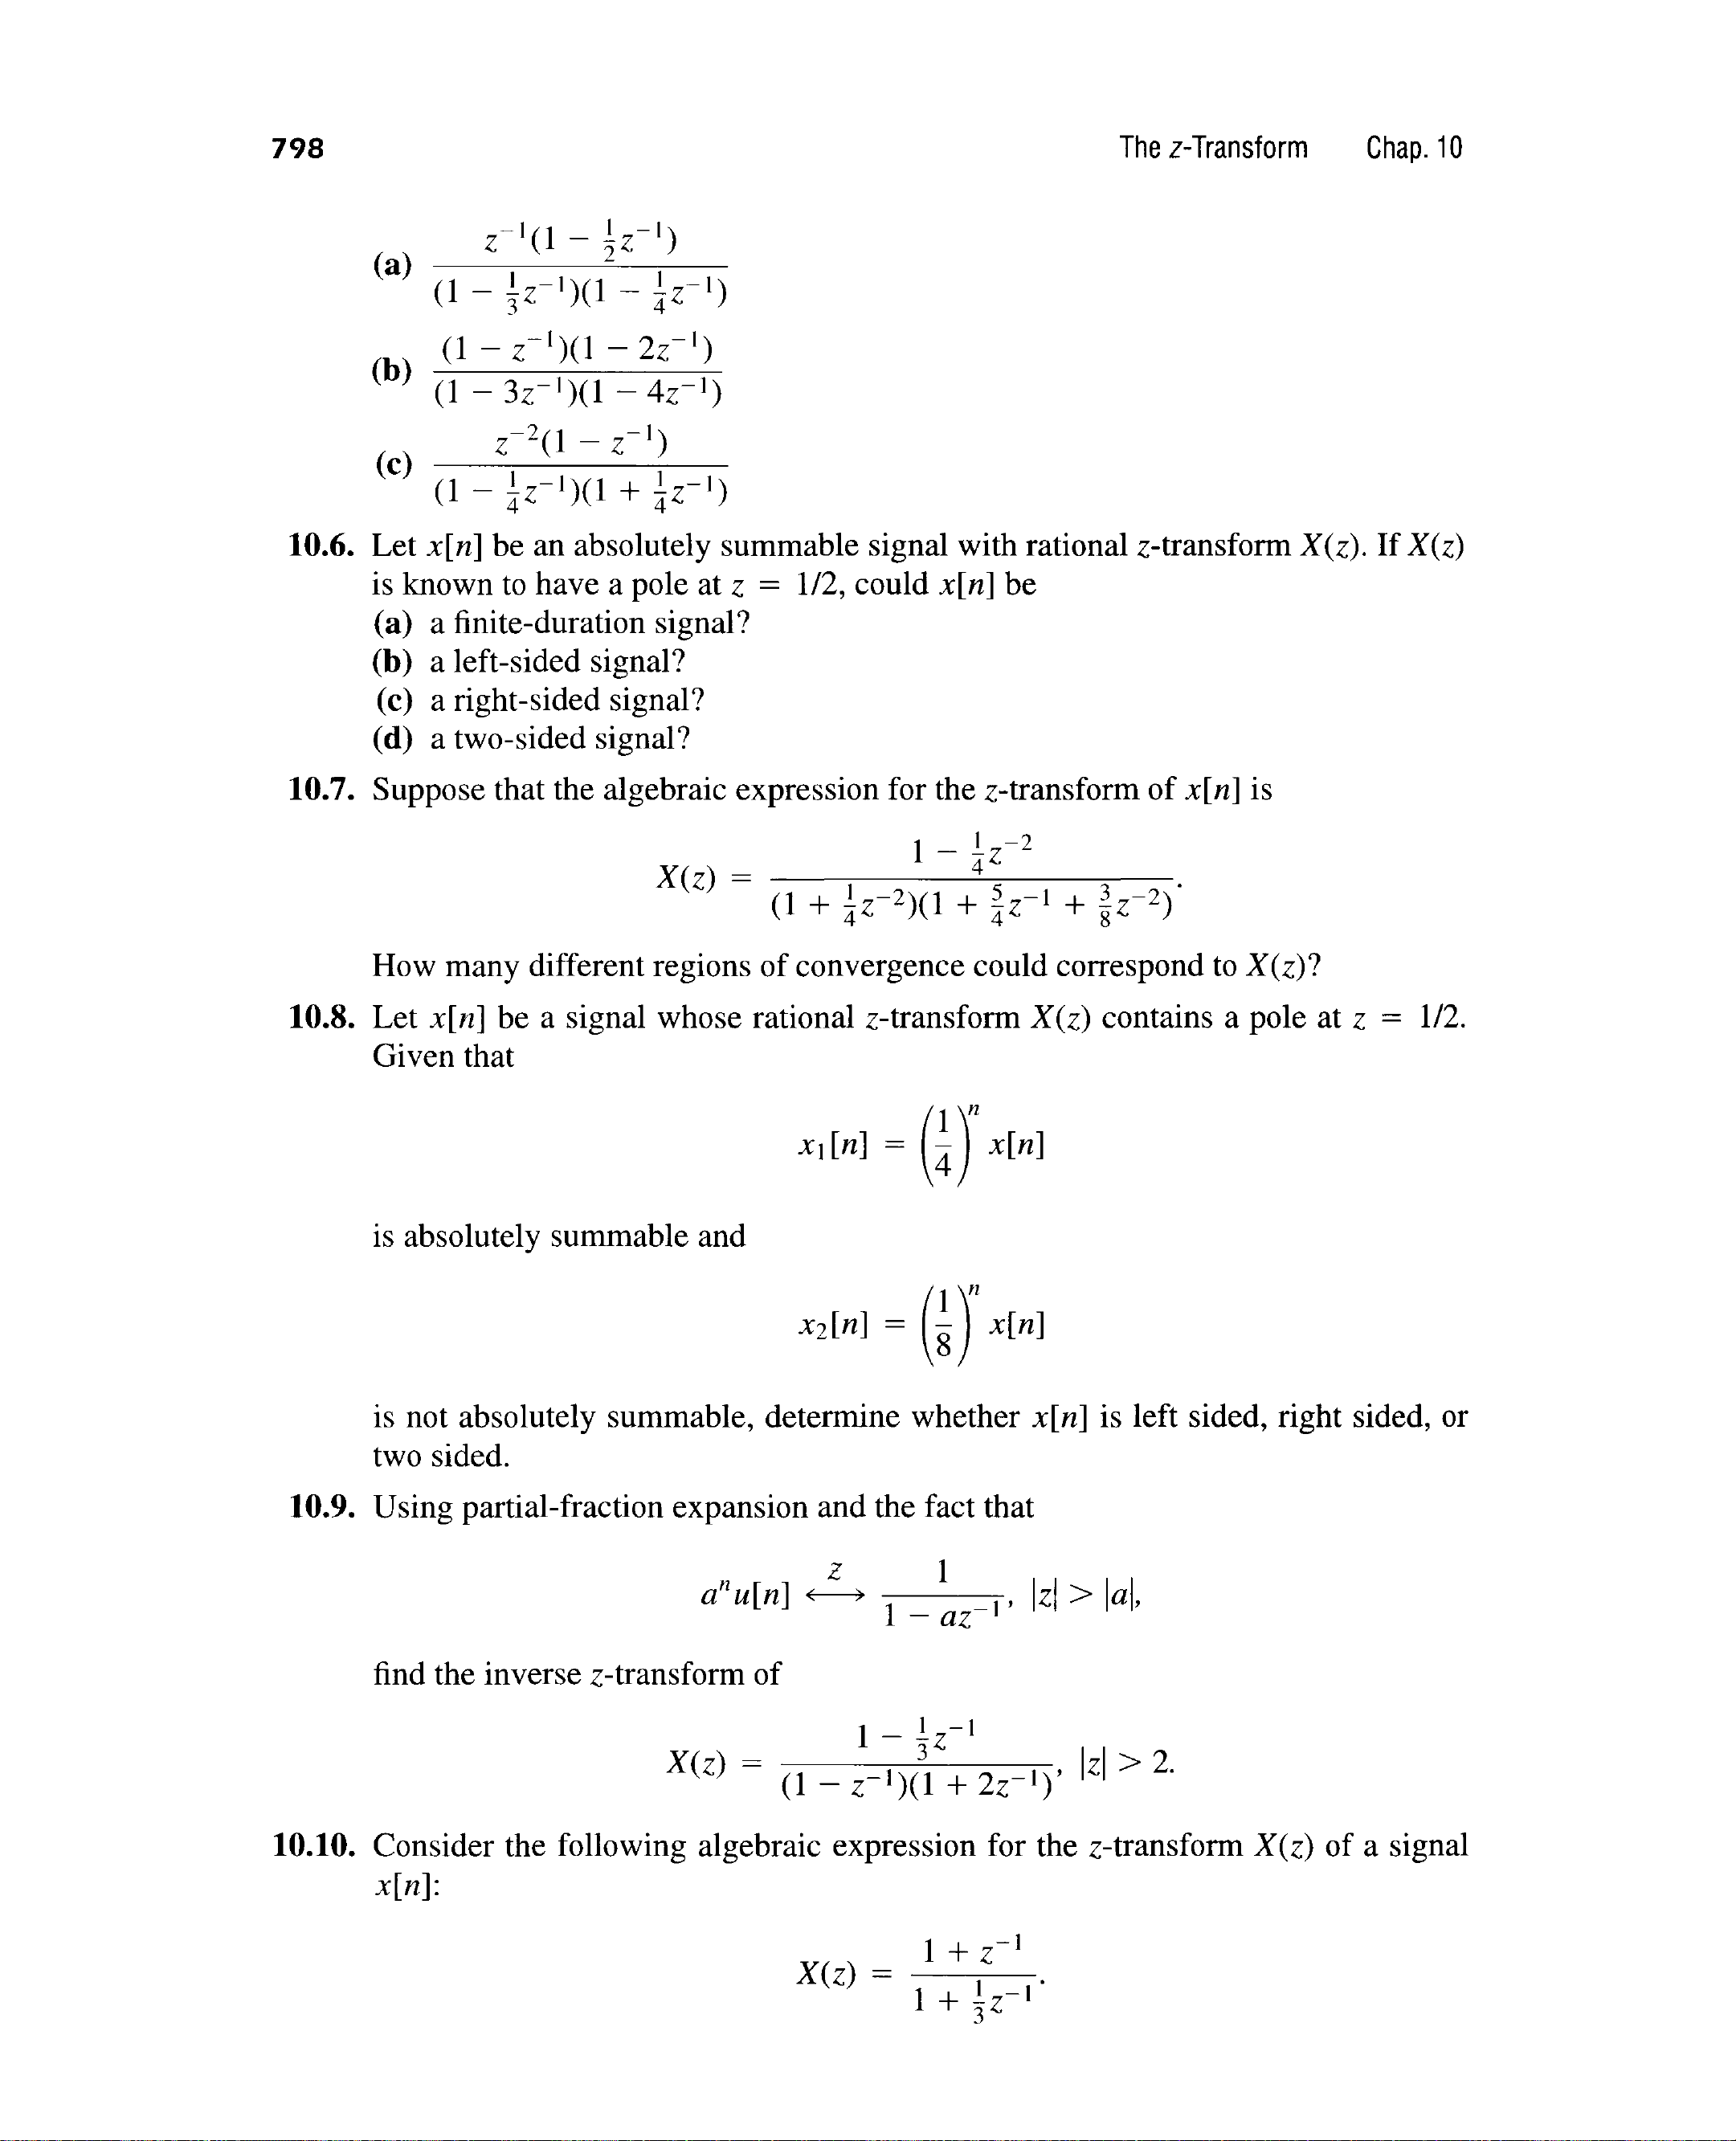 798 The z-Transform Chap. 10
(a) \frac{z^{-1}(1 - \frac{1}{2}z^{-1})}{(1 - \frac{1}{3}z^{-1})(1 - \frac{1}{4}z^{-1})}
(b) \frac{(1 - z^{-1})(1 - 2z^{-1})}{(1 - 3z^{-1})(1 - 4z^{-1})}
(c) \frac{z^{-2}(1 - z^{-1})}{(1 - \frac{1}{4}z^{-1})(1 + \frac{1}{4}z^{-1})}
10.6. Let x[n] be an absolutely summable signal with rational z-transform X(z). If X(z)
is known to have a pole at z = 1/2, could x[n] be
(a) a finite-duration signal?
(b) a left-sided signal?
(c) a right-sided signal?
(d) a two-sided signal?
10.7. Suppose that the algebraic expression for the z-transform of x[n] is
X(z) = \frac{1 - \frac{1}{4}z^{-2}}{(1 + \frac{1}{4}z^{-2})(1 + \frac{5}{4}z^{-1} + \frac{3}{8}z^{-2})}.
How many different regions of convergence could correspond to X(z)?
10.8. Let x[n] be a signal whose rational z-transform X(z) contains a pole at z = 1/2.
Given that
x_1[n] = \left(\frac{1}{4}\right)^n x[n]
is absolutely summable and
x_2[n] = \left(\frac{1}{8}\right)^n x[n]
is not absolutely summable, determine whether x[n] is left sided, right sided, or
two sided.
10.9. Using partial-fraction expansion and the fact that
a^n u[n] \overset{Z}{\longleftrightarrow} \frac{1}{1 - az^{-1}}, |z| > |a|,
find the inverse z-transform of
X(z) = \frac{1 - \frac{1}{3}z^{-1}}{(1 - z^{-1})(1 + 2z^{-1})}, |z| > 2.
10.10. Consider the following algebraic expression for the z-transform X(z) of a signal
x[n]:
X(z) = \frac{1 + z^{-1}}{1 + \frac{1}{3}z^{-1}}.